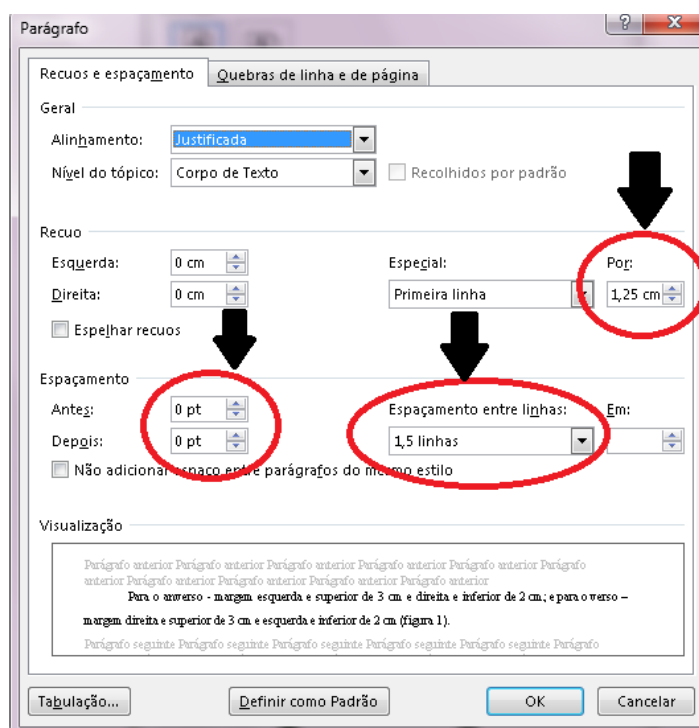 Parágrafo
Recuos e espaçamento Quebras de linha e de página
Geral
Alinhamento: Justificada
Nível do tópico: Corpo de Texto Recolhidos por padrão
Recuo
Esquerda: 0 cm Especial: Por:
Direita: 0 cm Primeira linha 1,25 cm
Espelhar recuos
Espaçamento
Antes: 0 pt Espaçamento entre linhas: Em:
Depois: 0 pt 1,5 linhas
Não adicionar espaço entre parágrafos do mesmo estilo
Visualização
Parágrafo anterior Parágrafo anterior Parágrafo anterior Parágrafo anterior Parágrafo anterior Parágrafo
anterior Parágrafo anterior Parágrafo anterior Parágrafo anterior Parágrafo anterior
Para o anverso - margem esquerda e superior de 3 cm e direita e inferior de 2 cm; e para o verso –
margem direita e superior de 3 cm e esquerda e inferior de 2 cm (figura 1).
Parágrafo seguinte Parágrafo seguinte Parágrafo seguinte Parágrafo seguinte Parágrafo seguinte Parágrafo
Tabulação... Definir como Padrão OK Cancelar